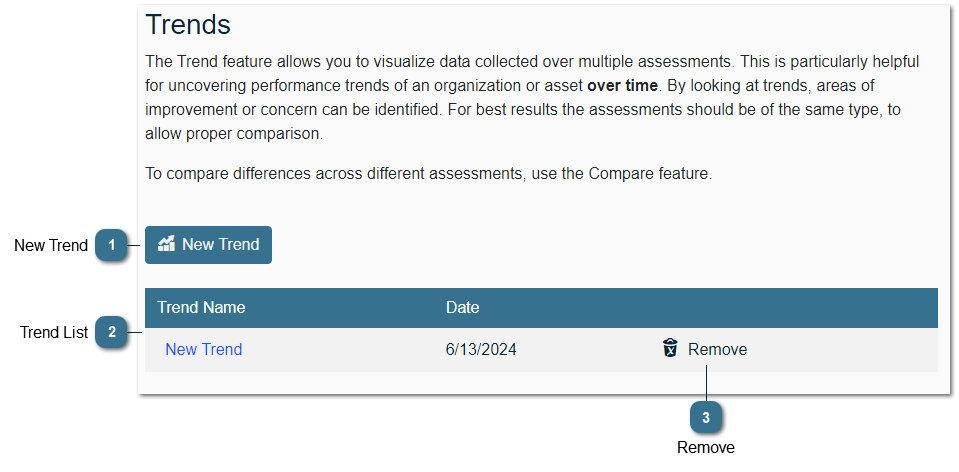 Trends
The Trend feature allows you to visualize data collected over multiple assessments. This is particularly helpful
for uncovering performance trends of an organization or asset over time. By looking at trends, areas of
improvement or concern can be identified. For best results the assessments should be of the same type, to
allow proper comparison.
To compare differences across different assessments, use the Compare feature.
New Trend 1 New Trend
Trend Name Date
Trend List 2
New Trend 6/13/2024 Remove
3
Remove